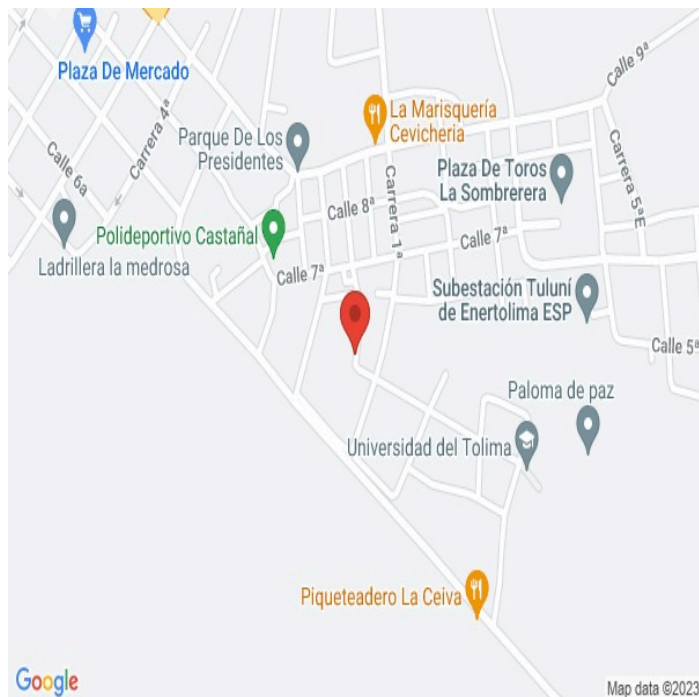 Plaza De Mercado
Calle 9ª
La Marisquería
Cevicheria
Carrera 4ª
Parque De Los
Presidentes
Calle 6a
Plaza De Toros
La Sombrerera
Carrera 1ª
Carrera 5ªE
Calle 8ª
Polideportivo Castañal
Calle 7ª
Ladrillera la medrosa
Calle 7ª
Subestación Tuluní
de Enertolima ESP
Calle 5ª
Paloma de paz
Universidad del Tolima
Piqueteadero La Ceiva
Google
Map data ©2023